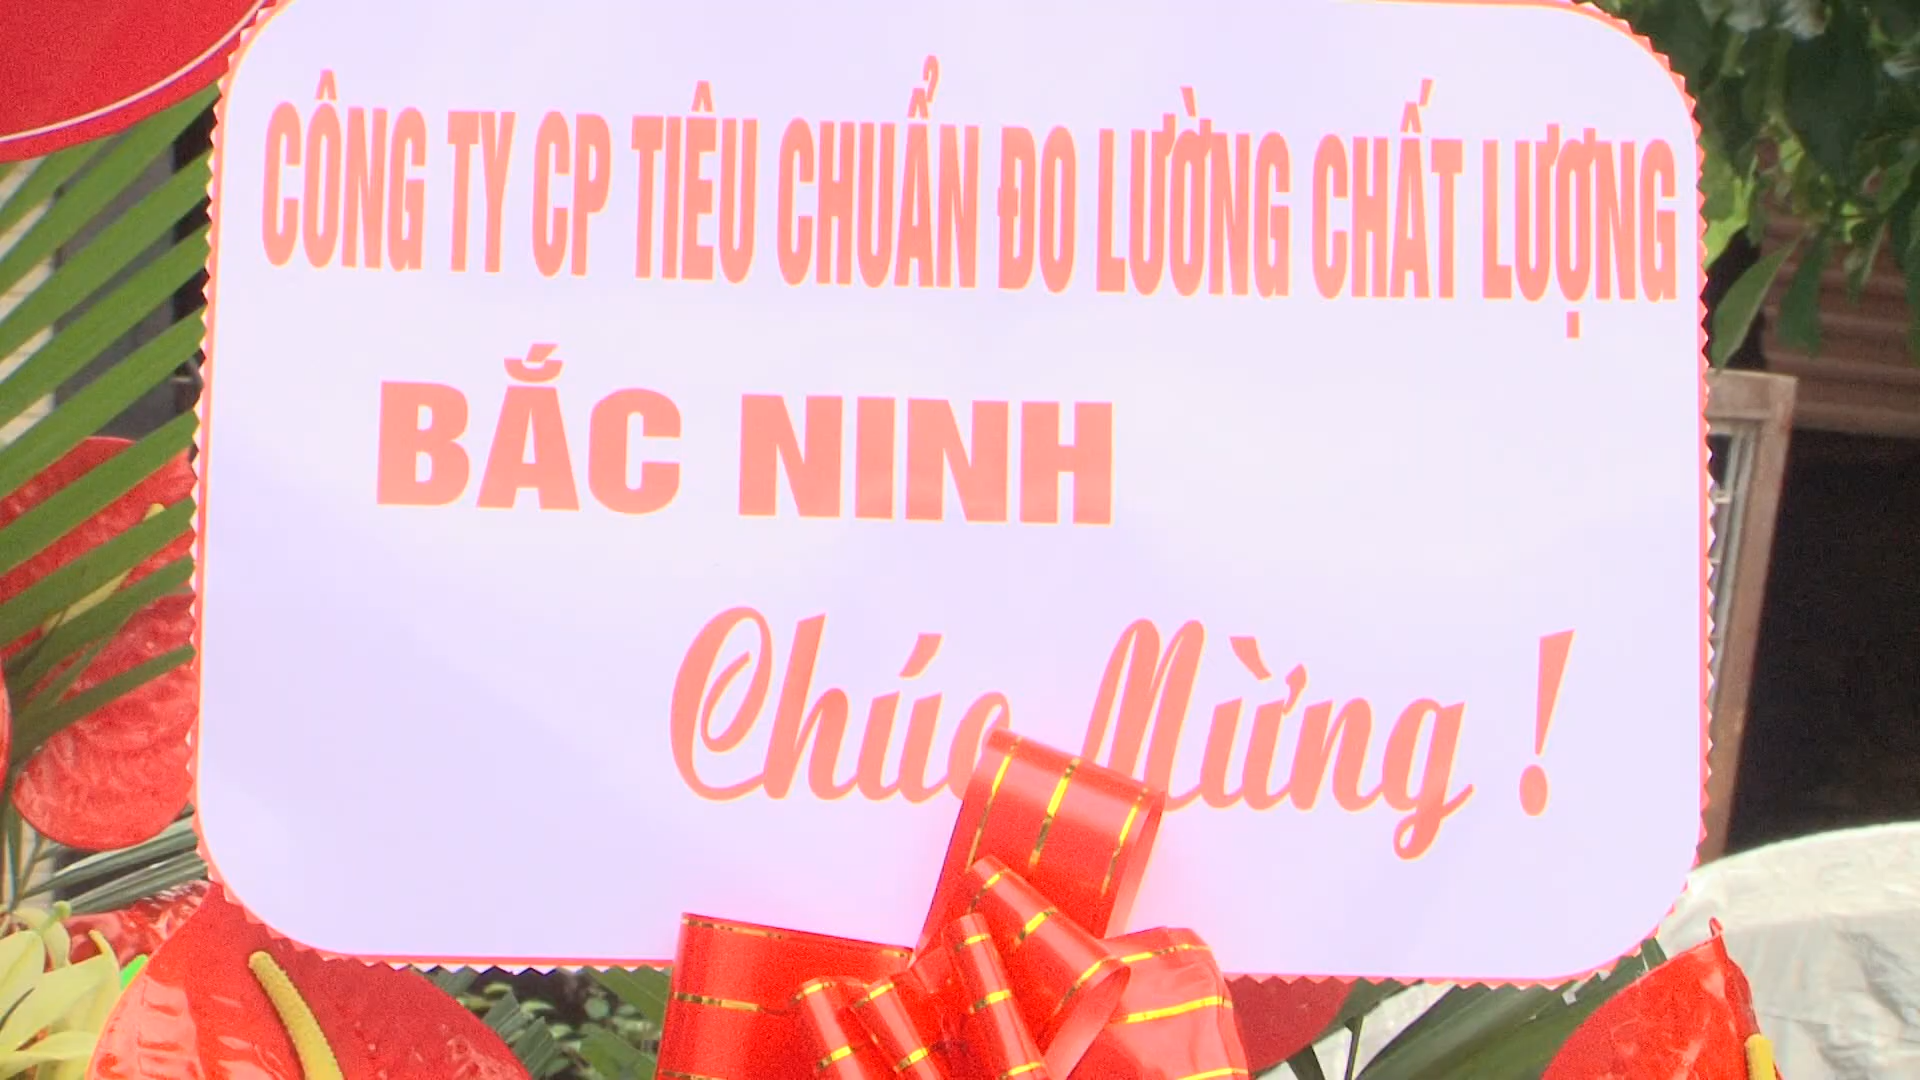 CÔNG TY CP TIÊU CHUẨN ĐO LƯỜNG CHẤT LƯỢNG
BẮC NINH
Chúc Mừng !